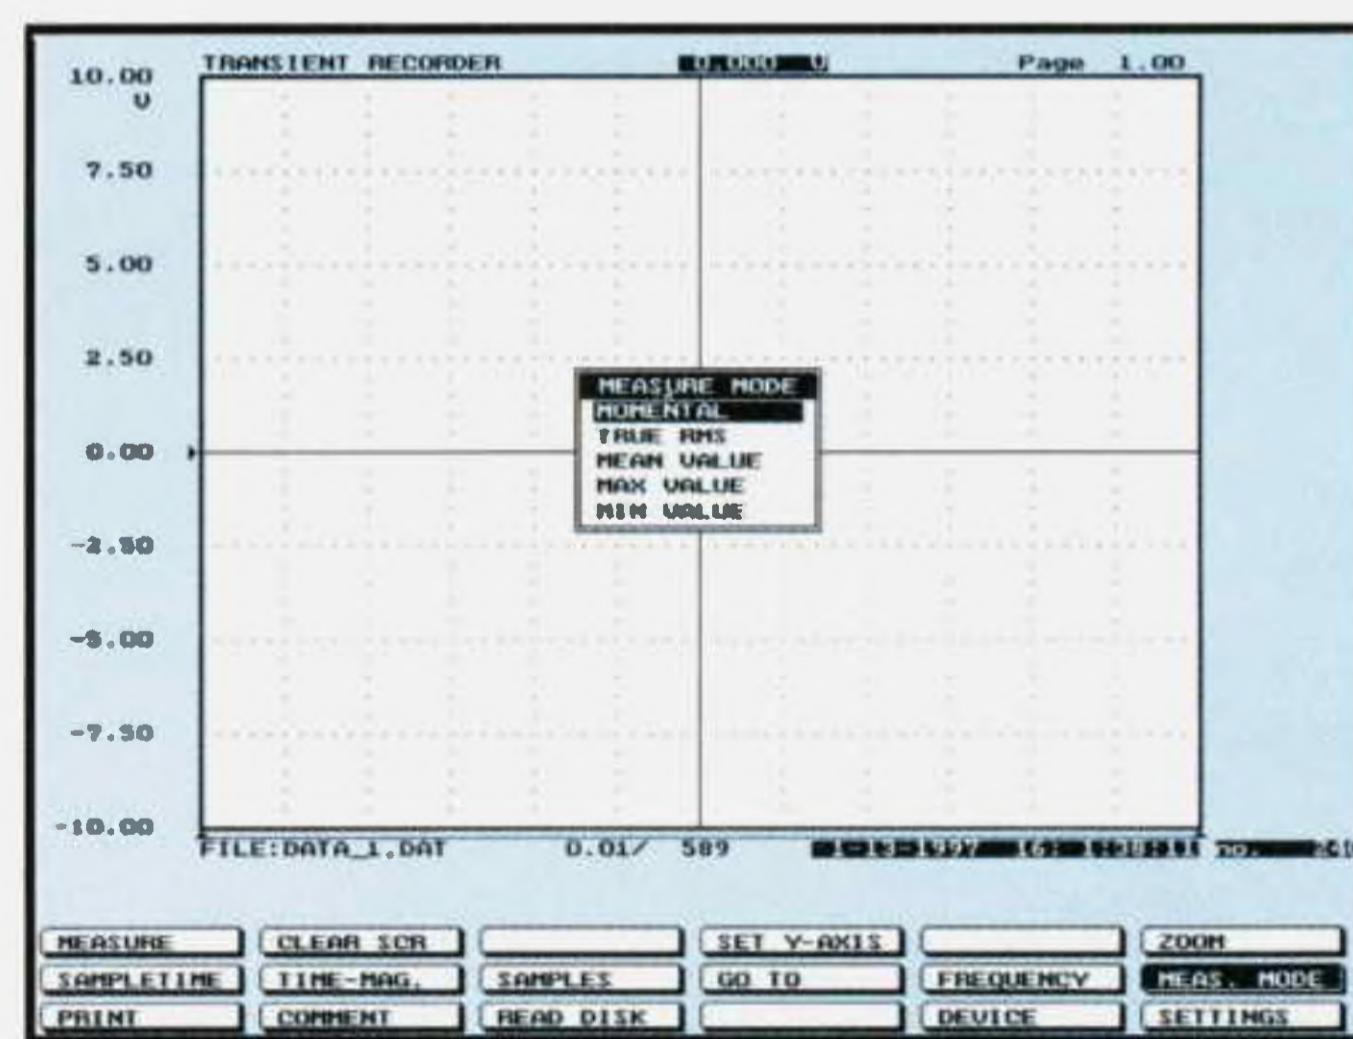 TRANSIENT RECORDER 0.000 V Page 1.00
10.00
V
7.50
5.00
2.50
0.00
-2.50
-5.00
-7.50
-10.00
MEASURE MODE
MOMENTAL
TRUE RMS
MEAN VALUE
MAX VALUE
MIN VALUE
FILE:DATA_1.DAT 0.01/ 589 no.
MEASURE CLEAR SCR SET Y-AXIS ZOOM
SAMPLETIME TIME-MAG. SAMPLES GO TO FREQUENCY MEAS. MODE
PRINT COMMENT READ DISK DEVICE SETTINGS